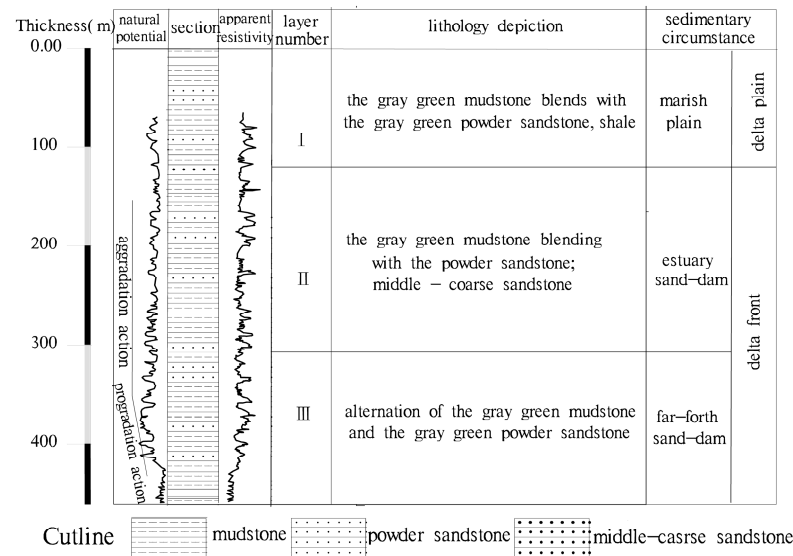 Thickness( m)
natural
potential
section
apparent
resistivity
layer
number
lithology depiction
sedimentary
circumstance
0.00
100
200
300
400
aggradation action
progradation action
I
the gray green mudstone blends with
the gray green powder sandstone, shale
marish
plain
delta plain
II
the gray green mudstone blending
with the powder sandstone;
middle - coarse sandstone
estuary
sand-dam
delta front
III
alternation of the gray green mudstone
and the gray green powder sandstone
far-forth
sand-dam
Cutline
mudstone
powder sandstone
middle-casrse sandstone